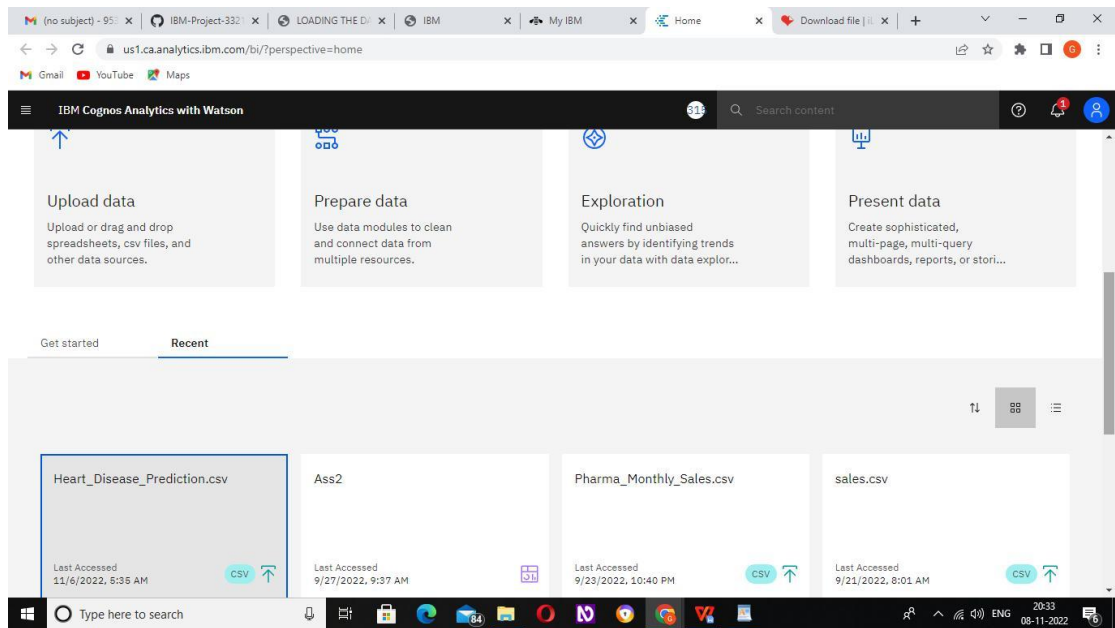 (no subject) - 953
IBM-Project-3321
LOADING THE DA
IBM
My IBM
Home
Download file | iL
us1.ca.analytics.ibm.com/bi/?perspective=home
G
Gmail
YouTube
Maps
IBM Cognos Analytics with Watson
315
Search content
1
Upload data
Upload or drag and drop
spreadsheets, csv files, and
other data sources.
Prepare data
Use data modules to clean
and connect data from
multiple resources.
Exploration
Quickly find unbiased
answers by identifying trends
in your data with data explor...
Present data
Create sophisticated,
multi-page, multi-query
dashboards, reports, or stori...
Get started
Recent
Heart_Disease_Prediction.csv
Last Accessed
11/6/2022, 5:35 AM
CSV
Ass2
Last Accessed
9/27/2022, 9:37 AM
Pharma_Monthly_Sales.csv
Last Accessed
9/23/2022, 10:40 PM
CSV
sales.csv
Last Accessed
9/21/2022, 8:01 AM
CSV
Type here to search
84
ENG
20:33
08-11-2022
6